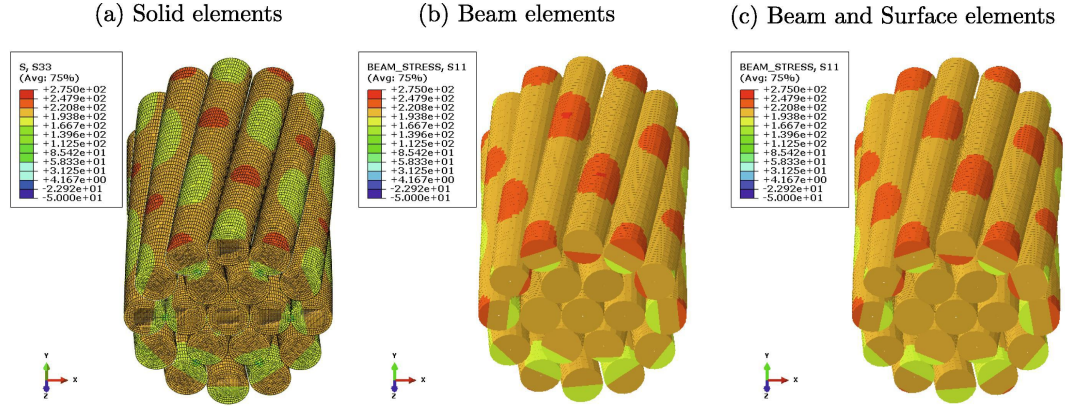 (a) Solid elements
(b) Beam elements
(c) Beam and Surface elements
S, S33
(Avg: 75%)
+2.750e+02
+2.479e+02
+2.208e+02
+1.938e+02
+1.667e+02
+1.396e+02
+1.125e+02
+8.542e+01
+5.833e+01
+3.125e+01
+4.167e+00
-2.292e+01
-5.000e+01
BEAM_STRESS, S11
(Avg: 75%)
+2.750e+02
+2.479e+02
+2.208e+02
+1.938e+02
+1.667e+02
+1.396e+02
+1.125e+02
+8.542e+01
+5.833e+01
+3.125e+01
+4.167e+00
-2.292e+01
-5.000e+01
BEAM_STRESS, S11
(Avg: 75%)
+2.750e+02
+2.479e+02
+2.208e+02
+1.938e+02
+1.667e+02
+1.396e+02
+1.125e+02
+8.542e+01
+5.833e+01
+3.125e+01
+4.167e+00
-2.292e+01
-5.000e+01
Y
X
Z
Y
X
Z
Y
X
Z